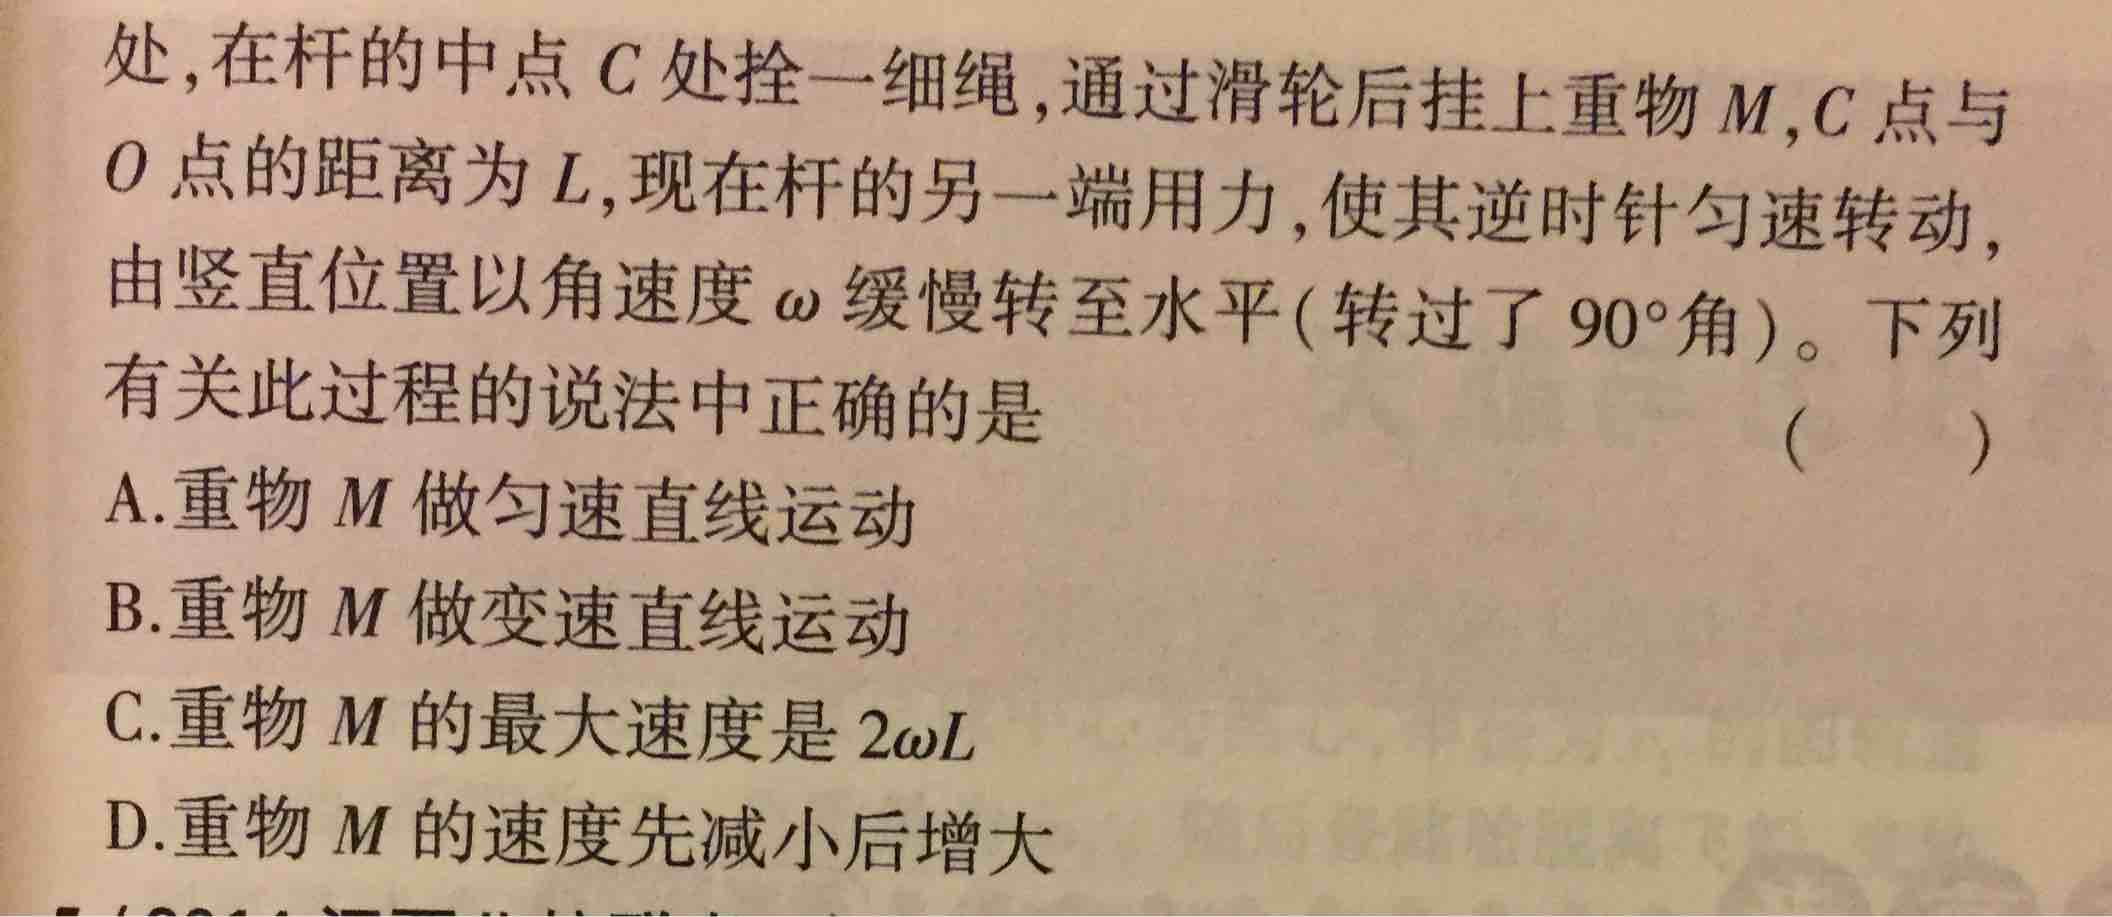 处,在杆的中点 C 处拴一细绳,通过滑轮后挂上重物 M,C 点与
O 点的距离为 L,现在杆的另一端用力,使其逆时针匀速转动,
由竖直位置以角速度 ω 缓慢转至水平(转过了 90°角)。下列
有关此过程的说法中正确的是 ( )
A.重物 M 做匀速直线运动
B.重物 M 做变速直线运动
C.重物 M 的最大速度是 2ωL
D.重物 M 的速度先减小后增大